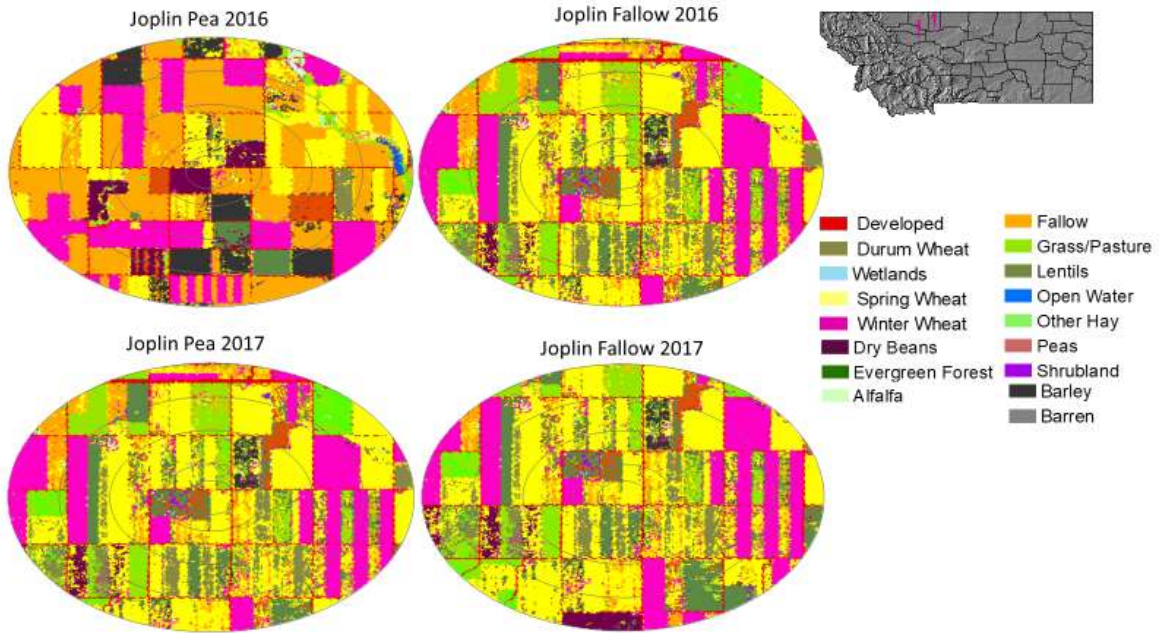 Joplin Pea 2016
Joplin Fallow 2016
Developed
Durum Wheat
Wetlands
Spring Wheat
Winter Wheat
Dry Beans
Evergreen Forest
Alfalfa
Fallow
Grass/Pasture
Lentils
Open Water
Other Hay
Peas
Shrubland
Barley
Barren
Joplin Pea 2017
Joplin Fallow 2017